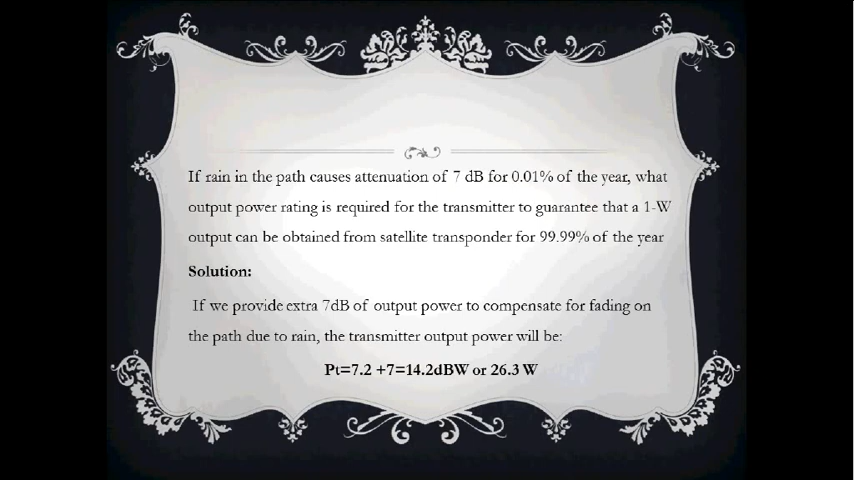 If rain in the path causes attenuation of 7 dB for 0.01% of the year, what
output power rating is required for the transmitter to guarantee that a 1-W
output can be obtained from satellite transponder for 99.99% of the year
Solution:
If we provide extra 7dB of output power to compensate for fading on
the path due to rain, the transmitter output power will be:
Pt=7.2 +7=14.2dBW or 26.3 W